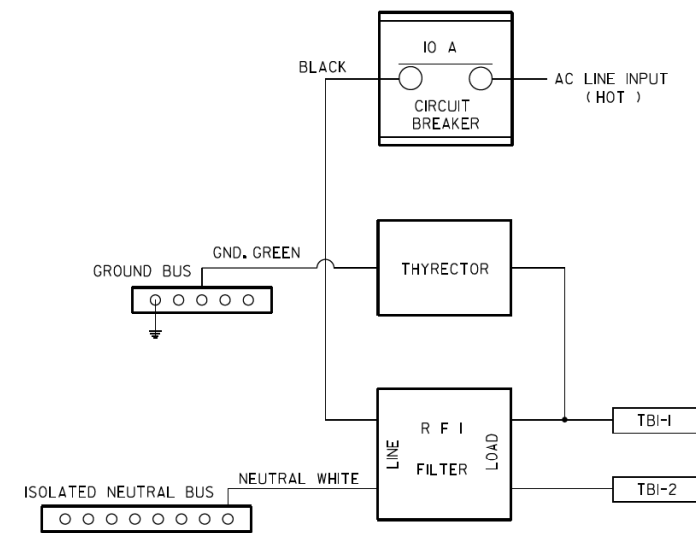 10 A
BLACK
AC LINE INPUT
( HOT )
CIRCUIT
BREAKER
GND. GREEN
GROUND BUS
THYRECTOR
R F I
FILTER
LINE
LOAD
TB1-1
NEUTRAL WHITE
ISOLATED NEUTRAL BUS
TB1-2